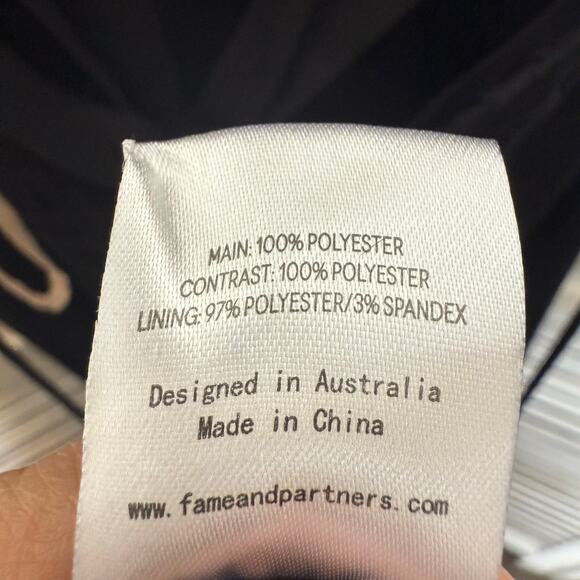 MAIN: 100% POLYESTER
CONTRAST: 100% POLYESTER
LINING: 97% POLYESTER/3% SPANDEX
Designed in Australia
Made in China
www.fameandpartners.com